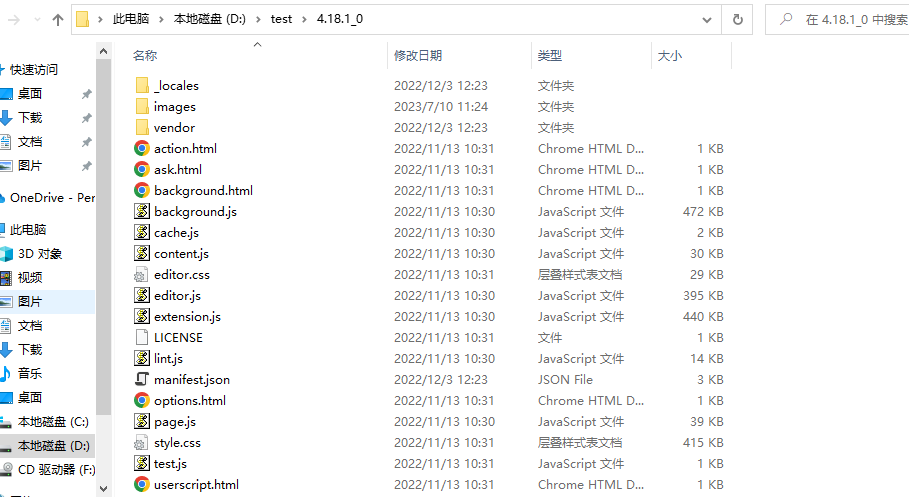 此电脑 > 本地磁盘 (D:) > test > 4.18.1_0
在 4.18.1_0 中搜索
名称 修改日期 类型 大小
快速访问
桌面
下载
文档
图片
OneDrive - Per
此电脑
3D 对象
视频
图片
文档
下载
音乐
桌面
本地磁盘 (C:)
本地磁盘 (D:)
CD 驱动器 (F:)
_locales 2022/12/3 12:23 文件夹
images 2023/7/10 11:24 文件夹
vendor 2022/12/3 12:23 文件夹
action.html 2022/11/13 10:31 Chrome HTML D... 1 KB
ask.html 2022/11/13 10:31 Chrome HTML D... 1 KB
background.html 2022/11/13 10:31 Chrome HTML D... 1 KB
background.js 2022/11/13 10:30 JavaScript 文件 472 KB
cache.js 2022/11/13 10:30 JavaScript 文件 2 KB
content.js 2022/11/13 10:30 JavaScript 文件 30 KB
editor.css 2022/11/13 10:31 层叠样式表文档 29 KB
editor.js 2022/11/13 10:30 JavaScript 文件 395 KB
extension.js 2022/11/13 10:30 JavaScript 文件 440 KB
LICENSE 2022/11/13 10:31 文件 1 KB
lint.js 2022/11/13 10:30 JavaScript 文件 14 KB
manifest.json 2022/12/3 12:23 JSON File 3 KB
options.html 2022/11/13 10:31 Chrome HTML D... 1 KB
page.js 2022/11/13 10:30 JavaScript 文件 39 KB
style.css 2022/11/13 10:31 层叠样式表文档 415 KB
test.js 2022/11/13 10:31 JavaScript 文件 1 KB
userscript.html 2022/11/13 10:31 Chrome HTML D... 1 KB